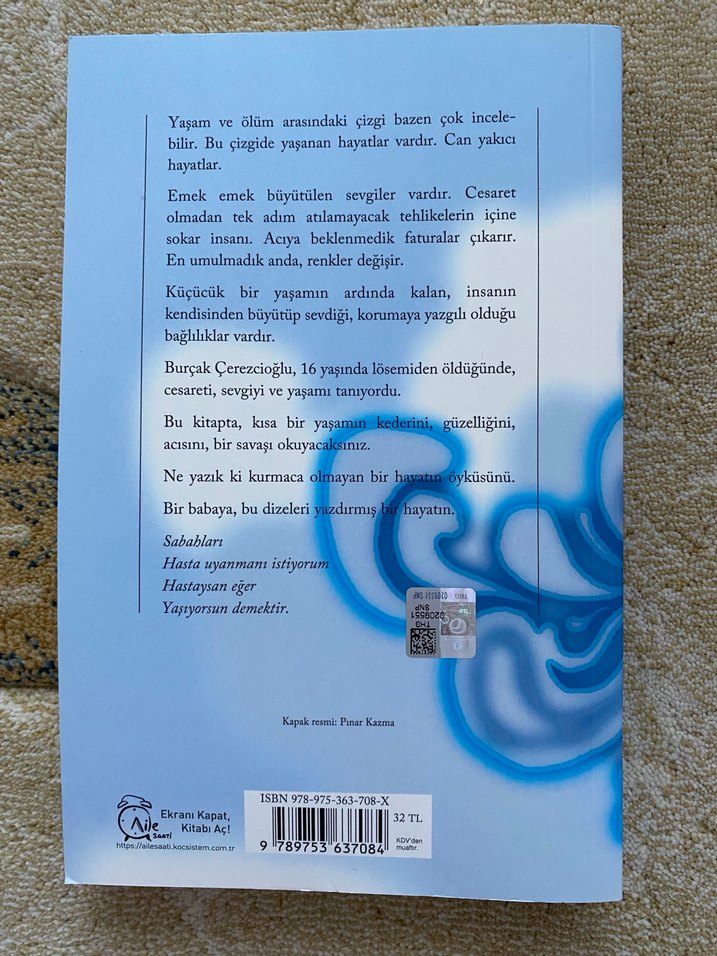 Yaşam ve ölüm arasındaki çizgi bazen çok incele-
bilir. Bu çizgide yaşanan hayatlar vardır. Can yakıcı
hayatlar.
Emek emek büyütülen sevgiler vardır. Cesaret
olmadan tek adım atılamayacak tehlikelerin içine
sokar insanı. Acıya beklenmedik faturalar çıkarır.
En umulmadık anda, renkler değişir.
Küçücük bir yaşamın ardında kalan, insanın
kendisinden büyütüp sevdiği, korumaya yazgılı olduğu
bağlılıklar vardır.
Burçak Çerezcioğlu, 16 yaşında lösemiden öldüğünde,
cesareti, sevgiyi ve yaşamı tanıyordu.
Bu kitapta, kısa bir yaşamın kederini, güzelliğini,
acısını, bir savaşı okuyacaksınız.
Ne yazık ki kurmaca olmayan bir hayatın öyküsünü.
Bir babaya, bu dizeleri yazdırmış bir hayatın.
Sabahları
Hasta uyanmanı istiyorum
Hastaysan eğer
Yaşıyorsun demektir.
THG 0209551 SNP
THG
0209551
SNP
Kapak resmi: Pınar Kazma
Aile
SAATİ
Ekranı Kapat,
Kitabı Aç!
https://ailesaati.kocsistem.com.tr
ISBN 978-975-363-708-X
32 TL
KDV'den
muaftır.
9 789753 637084